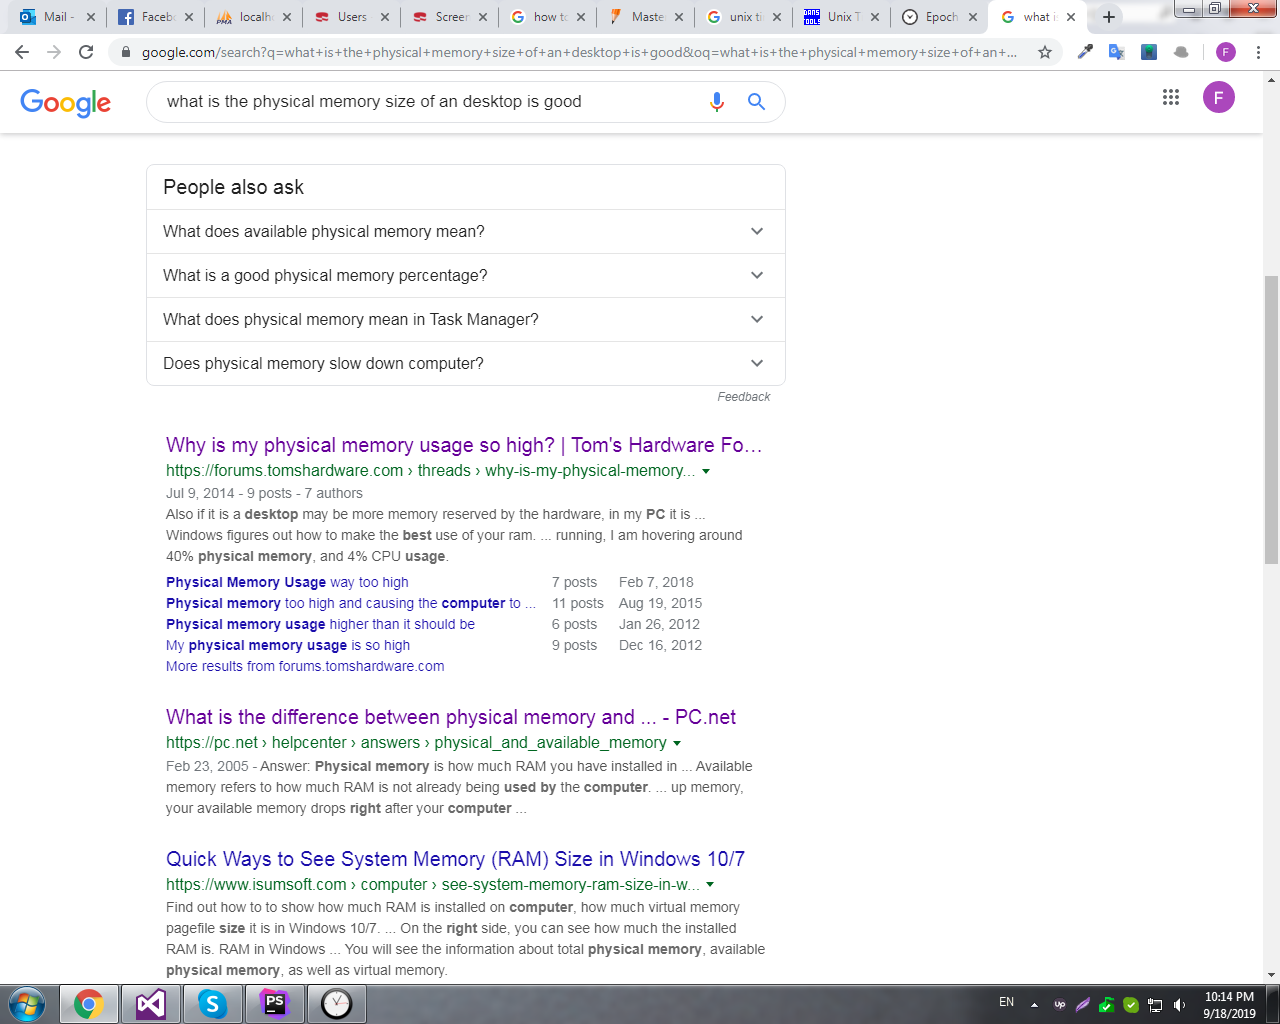 Mail -
Faceb
localh
Users
Screer
how to
Maste
unix ti
Unix T
Epoch
what is
google.com/search?q=what+is+the+physical+memory+size+of+an+desktop+is+good&oq=what+is+the+physical+memory+size+of+an+...
F
Google
what is the physical memory size of an desktop is good
F
People also ask
What does available physical memory mean?
What is a good physical memory percentage?
What does physical memory mean in Task Manager?
Does physical memory slow down computer?
Feedback
Why is my physical memory usage so high? | Tom's Hardware Fo...
https://forums.tomshardware.com › threads › why-is-my-physical-memory...
Jul 9, 2014 - 9 posts - 7 authors
Also if it is a desktop may be more memory reserved by the hardware, in my PC it is ...
Windows figures out how to make the best use of your ram. ... running, I am hovering around
40% physical memory, and 4% CPU usage.
Physical Memory Usage way too high 7 posts Feb 7, 2018
Physical memory too high and causing the computer to ... 11 posts Aug 19, 2015
Physical memory usage higher than it should be 6 posts Jan 26, 2012
My physical memory usage is so high 9 posts Dec 16, 2012
More results from forums.tomshardware.com
What is the difference between physical memory and ... - PC.net
https://pc.net › helpcenter › answers › physical_and_available_memory
Feb 23, 2005 - Answer: Physical memory is how much RAM you have installed in ... Available
memory refers to how much RAM is not already being used by the computer. ... up memory,
your available memory drops right after your computer ...
Quick Ways to See System Memory (RAM) Size in Windows 10/7
https://www.isumsoft.com › computer › see-system-memory-ram-size-in-w...
Find out how to to show how much RAM is installed on computer, how much virtual memory
pagefile size it is in Windows 10/7. ... On the right side, you can see how much the installed
RAM is. RAM in Windows ... You will see the information about total physical memory, available
physical memory, as well as virtual memory.
PS
EN
up
10:14 PM
9/18/2019